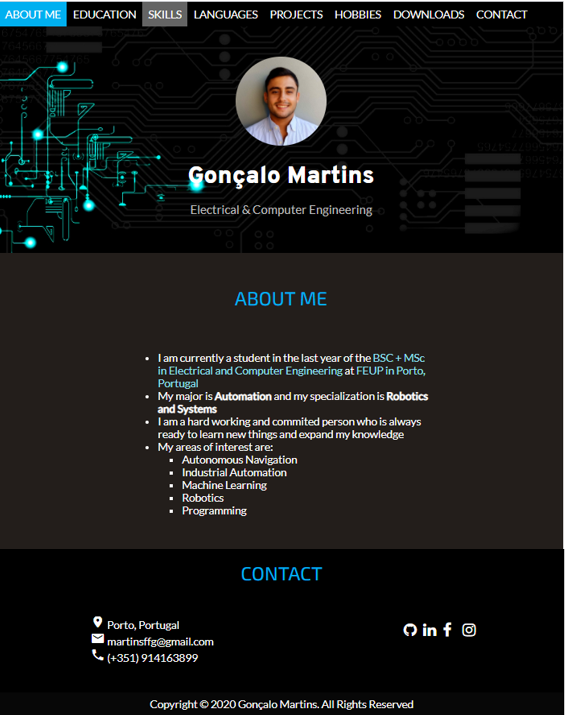 ABOUT ME EDUCATION SKILLS LANGUAGES PROJECTS HOBBIES DOWNLOADS CONTACT
Gonçalo Martins
Electrical & Computer Engineering
ABOUT ME
I am currently a student in the last year of the BSC + MSc
in Electrical and Computer Engineering at FEUP in Porto,
Portugal
My major is Automation and my specialization is Robotics
and Systems
I am a hard working and commited person who is always
ready to learn new things and expand my knowledge
My areas of interest are:
Autonomous Navigation
Industrial Automation
Machine Learning
Robotics
Programming
CONTACT
Porto, Portugal
martinsffg@gmail.com
(+351) 914163899
Copyright © 2020 Gonçalo Martins. All Rights Reserved